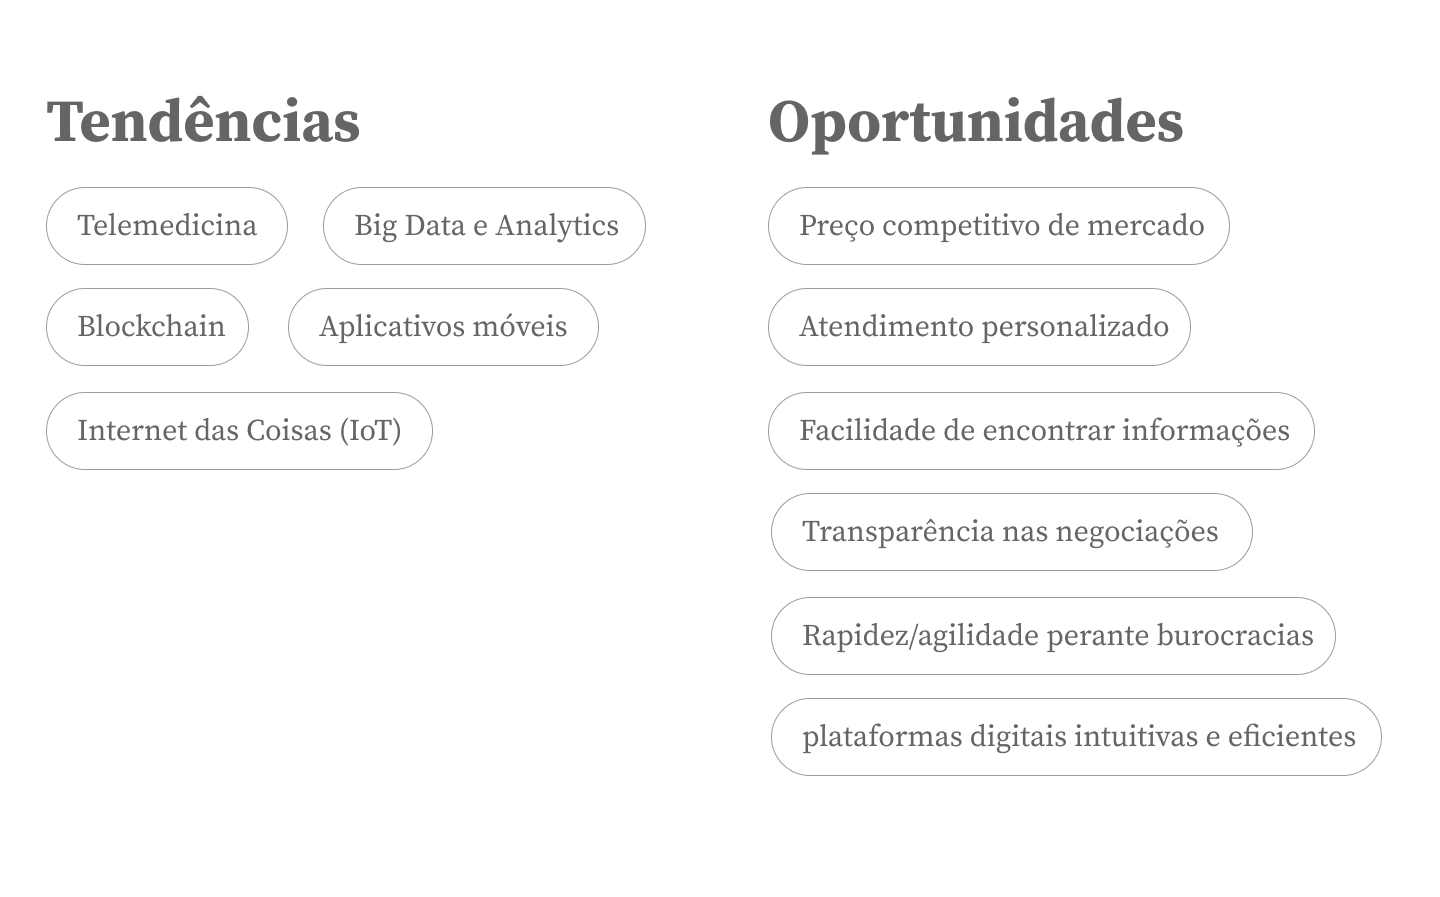 Tendências
Telemedicina
Big Data e Analytics
Blockchain
Aplicativos móveis
Internet das Coisas (IoT)
Oportunidades
Preço competitivo de mercado
Atendimento personalizado
Facilidade de encontrar informações
Transparência nas negociações
Rapidez/agilidade perante burocracias
plataformas digitais intuitivas e eficientes